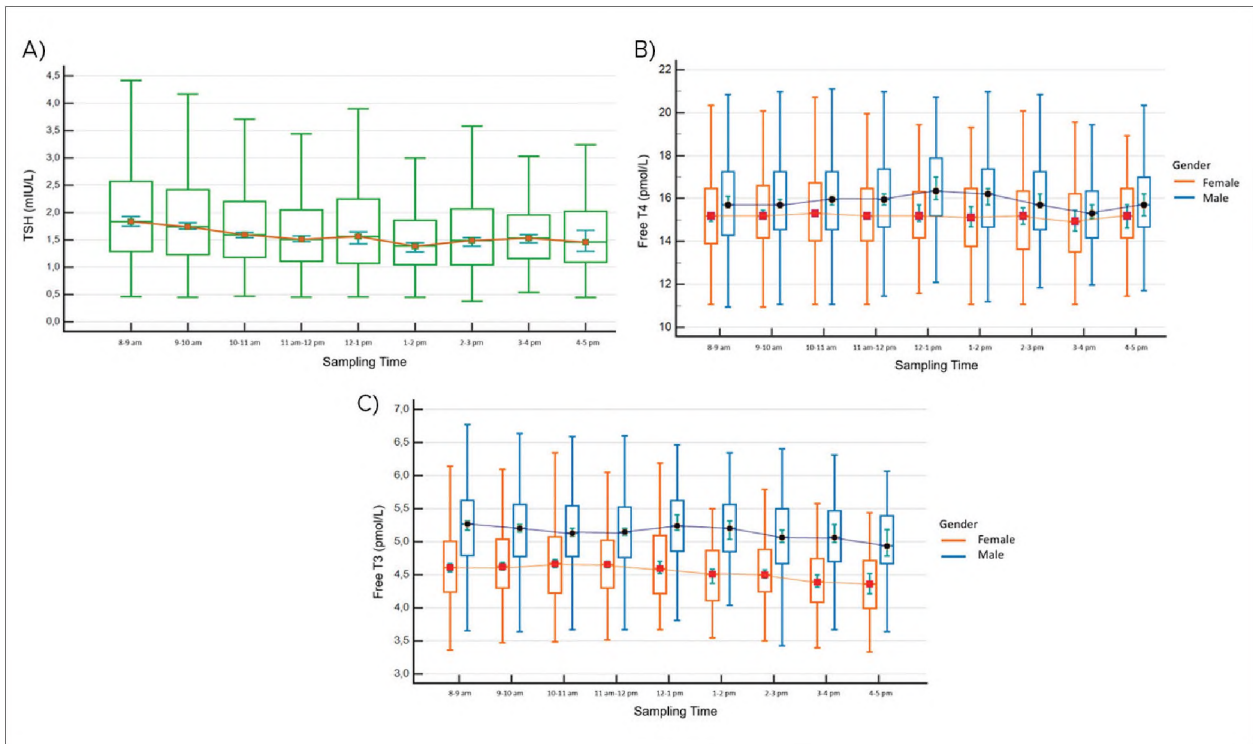 A)
TSH (mIU/L)
4,5
4,0
3,5
3,0
2,5
2,0
1,5
1,0
0,5
0,0
8-9 am 9-10 am 10-11 am 11 am-12 pm 12-1 pm 1-2 pm 2-3 pm 3-4 pm 4-5 pm
Sampling Time
B)
Free T4 (pmol/L)
22
20
18
16
14
12
10
8-9 am 9-10 am 10-11 am 11 am-12 pm 12-1 pm 1-2 pm 2-3 pm 3-4 pm 4-5 pm
Sampling Time
Gender
Female
Male
C)
Free T3 (pmol/L)
7,0
6,5
6,0
5,5
5,0
4,5
4,0
3,5
3,0
8-9 am 9-10 am 10-11 am 11 am-12 pm 12-1 pm 1-2 pm 2-3 pm 3-4 pm 4-5 pm
Sampling Time
Gender
Female
Male